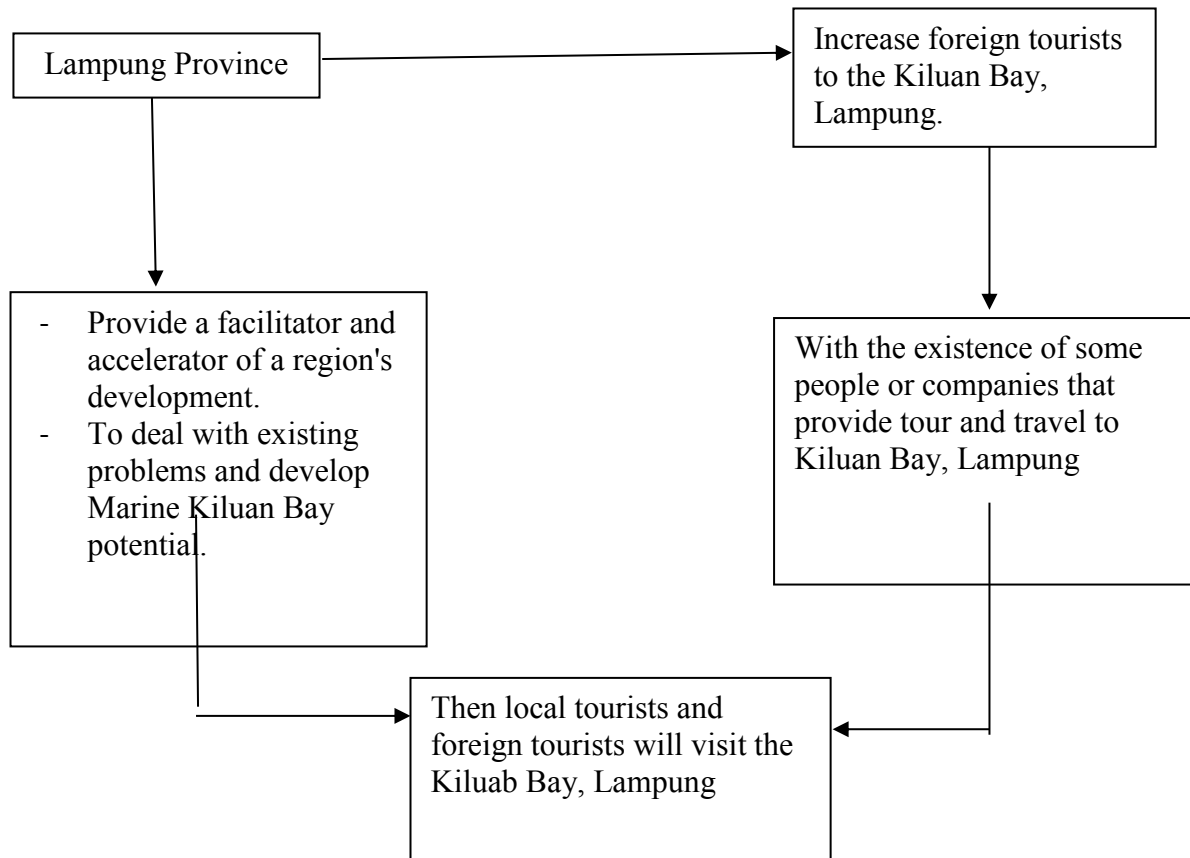 Lampung Province
Increase foreign tourists
to the Kiluan Bay,
Lampung.
- Provide a facilitator and
accelerator of a region's
development.
- To deal with existing
problems and develop
Marine Kiluan Bay
potential.
With the existence of some
people or companies that
provide tour and travel to
Kiluan Bay, Lampung
Then local tourists and
foreign tourists will visit the
Kiluab Bay, Lampung